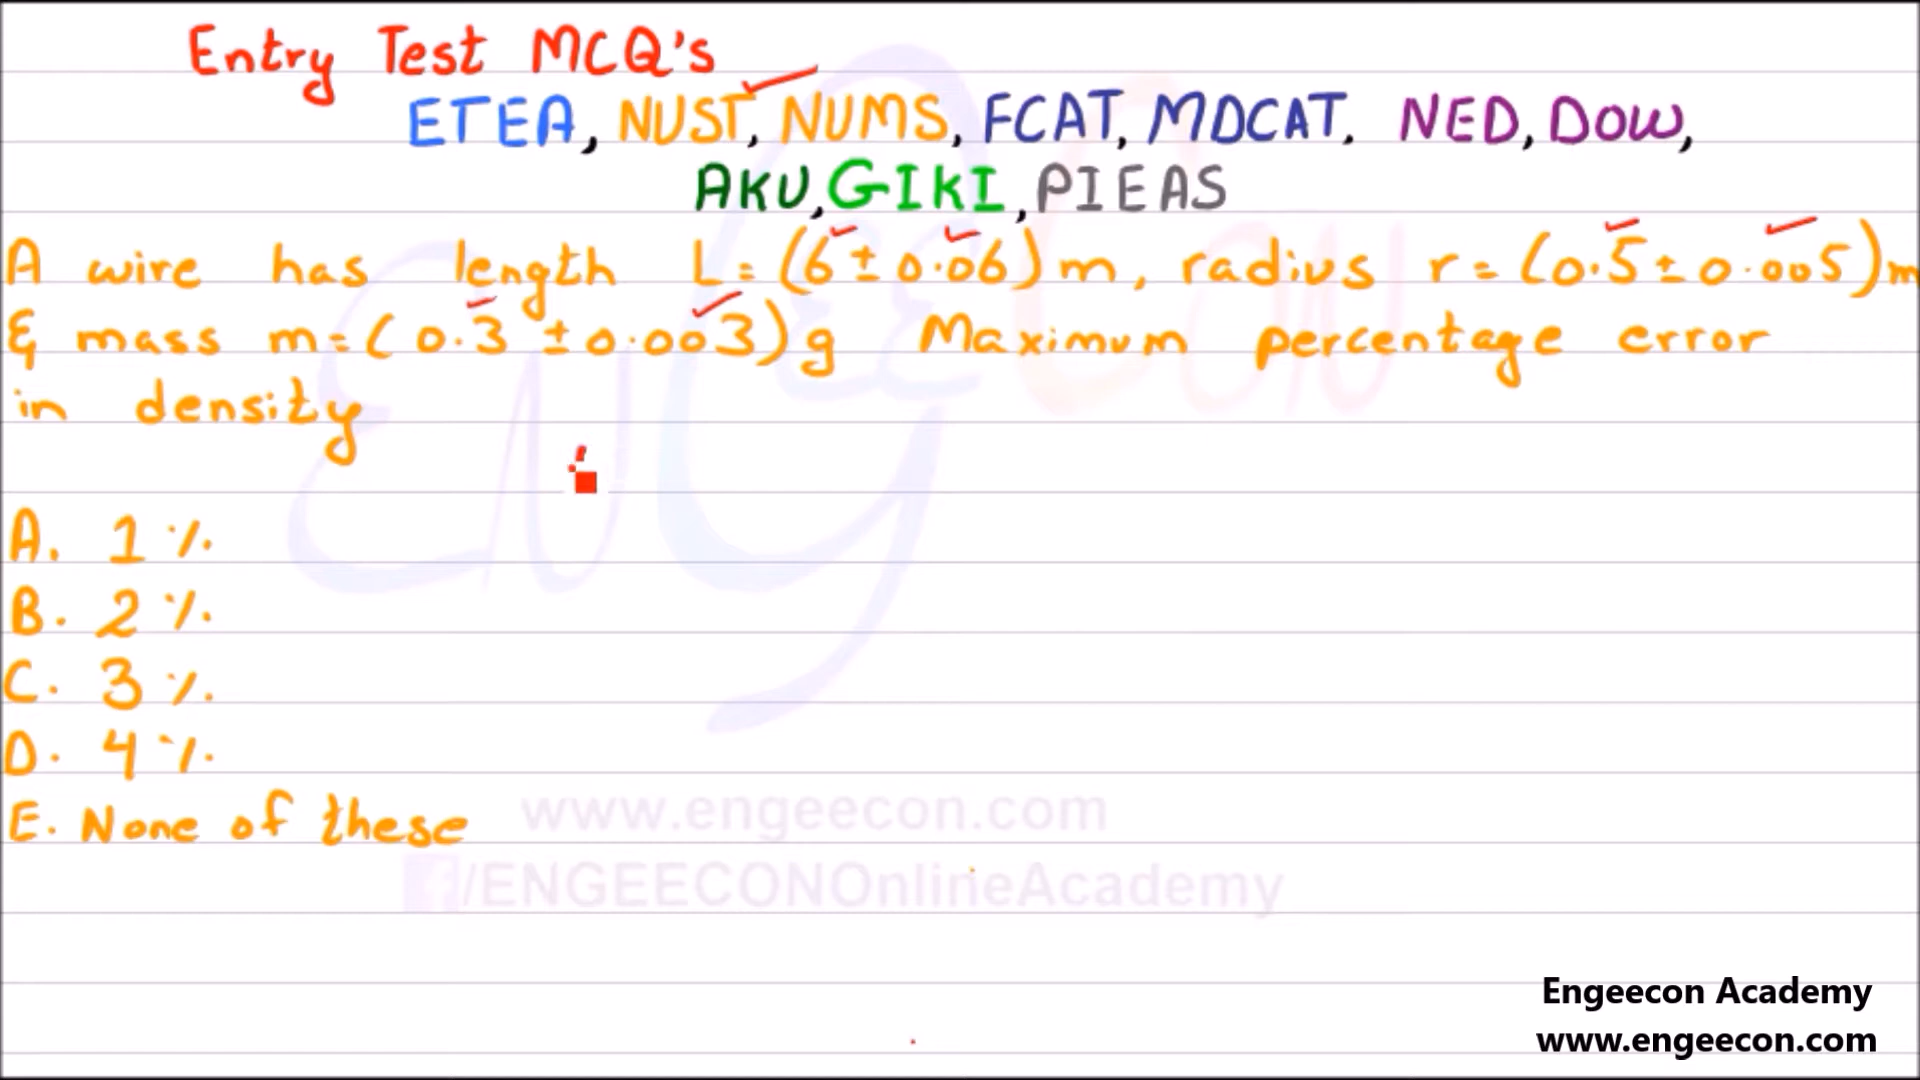 Entry Test MCQ's
ETEA, NUST, NUMS, FCAT, MDCAT. NED, DOW,
AKU, GIKI, PIEAS
A wire has length L = (6 ± 0.06) m, radius r = (0.5 ± 0.005) m
& mass m = (0.3 ± 0.003) g Maximum percentage error
in density
A. 1 %.
B. 2 %.
C. 3 %.
D. 4 %.
E. None of these
ENGEECON
www.engeecon.com
f/ENGEECONOnlineAcademy
Engeecon Academy
www.engeecon.com